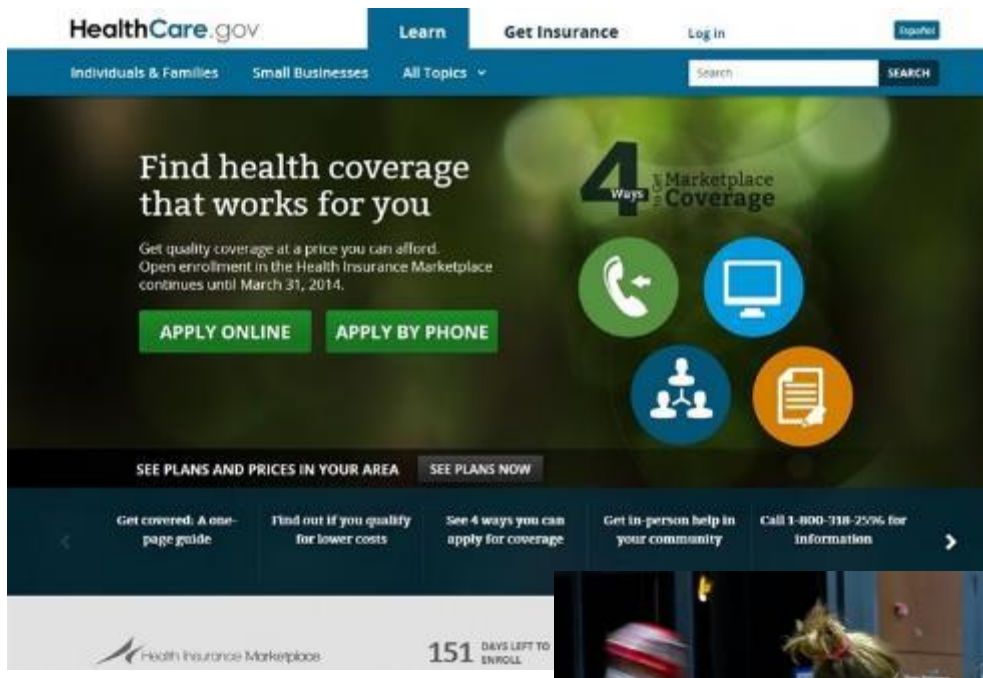 HealthCare.gov
Learn
Get Insurance
Log in
Español
Individuals & Families
Small Businesses
All Topics
Search
SEARCH
Find health coverage
that works for you
Get quality coverage at a price you can afford.
Open enrollment in the Health Insurance Marketplace
continues until March 31, 2014.
APPLY ONLINE
APPLY BY PHONE
4 Ways to Get Marketplace
Coverage
SEE PLANS AND PRICES IN YOUR AREA
SEE PLANS NOW
Get covered: A one-
page guide
Find out if you qualify
for lower costs
See 4 ways you can
apply for coverage
Get in-person help in
your community
Call 1-800-318-2596 for
information
Health Insurance Marketplace
151 DAYS LEFT TO
ENROLL